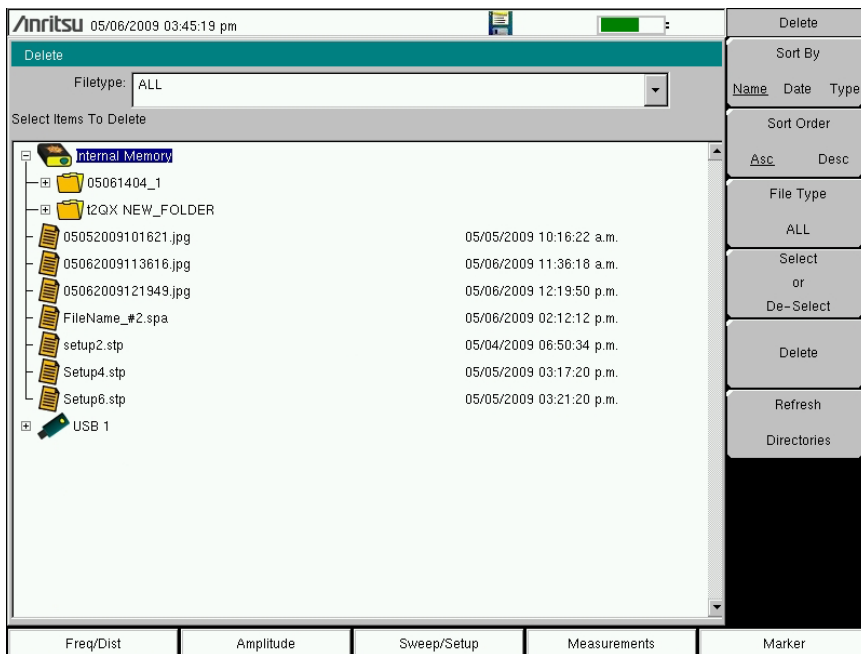 /Inritsu 05/06/2009 03:45:19 pm
Delete
Filetype: ALL
Select Items To Delete
Internal Memory
05061404_1
t2QX NEW_FOLDER
05052009101621.jpg 05/05/2009 10:16:22 a.m.
05062009113616.jpg 05/06/2009 11:36:18 a.m.
05062009121949.jpg 05/06/2009 12:19:50 p.m.
FileName_#2.spa 05/06/2009 02:12:12 p.m.
setup2.stp 05/04/2009 06:50:34 p.m.
Setup4.stp 05/05/2009 03:17:20 p.m.
Setup6.stp 05/05/2009 03:21:20 p.m.
USB 1
Delete
Sort By
Name Date Type
Sort Order
Asc Desc
File Type
ALL
Select
or
De-Select
Delete
Refresh
Directories
Freq/Dist Amplitude Sweep/Setup Measurements Marker